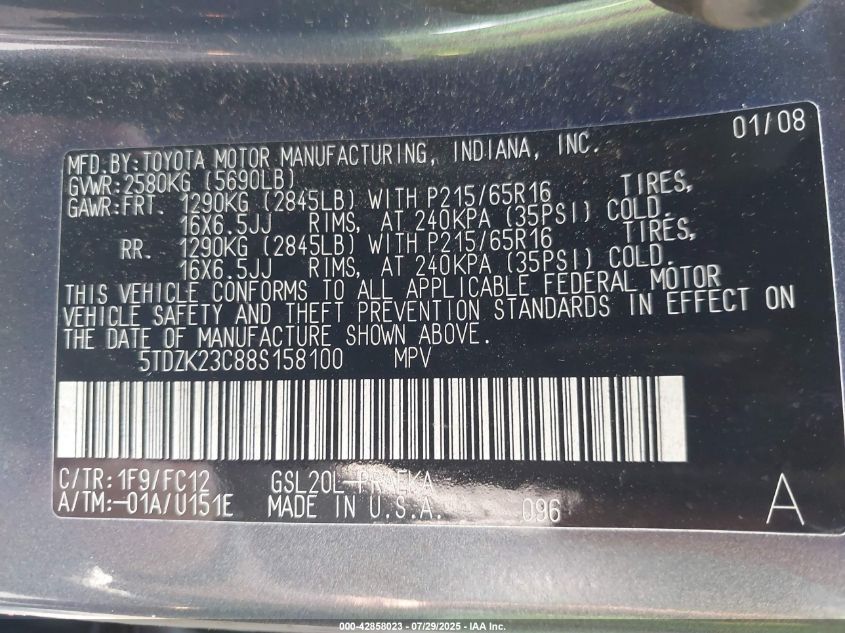 01/08
MFD.BY:TOYOTA MOTOR MANUFACTURING, INDIANA, INC.
GVWR:2580KG (5690LB)
GAWR:FRT. 1290KG (2845LB) WITH P215/65R16 TIRES,
16X6.5JJ RIMS, AT 240KPA (35PSI) COLD.
RR. 1290KG (2845LB) WITH P215/65R16 TIRES,
16X6.5JJ RIMS, AT 240KPA (35PSI) COLD.
THIS VEHICLE CONFORMS TO ALL APPLICABLE FEDERAL MOTOR
VEHICLE SAFETY AND THEFT PREVENTION STANDARDS IN EFFECT ON
THE DATE OF MANUFACTURE SHOWN ABOVE.
5TDZK23C88S158100 MPV
C/TR:1F9/FC12 GSL20L-PRAEKA
A/TM:-01A/U151E MADE IN U.S.A. 096 A
000-42858023 - 07/29/2025 - IAA Inc.